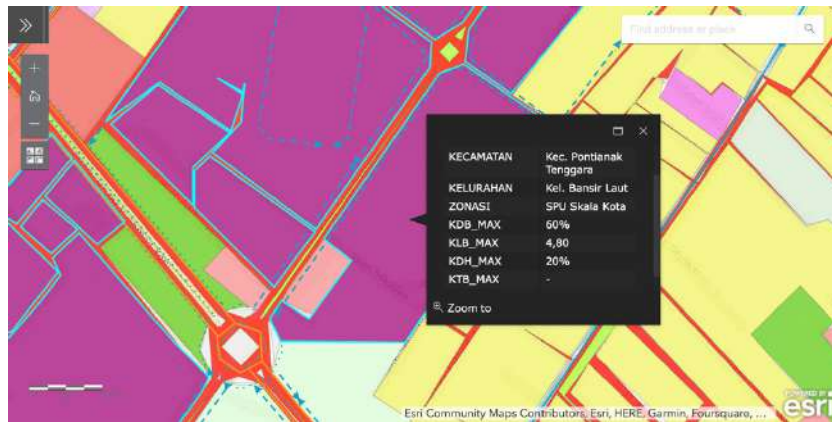 Find address or place
KECAMATAN Kec. Pontianak
Tenggara
KELURAHAN Kel. Bansir Laut
ZONASI SPU Skala Kota
KDB_MAX 60%
KLB_MAX 4,80
KDH_MAX 20%
KTB_MAX -
Zoom to
POWERED BY
esri
Esri Community Maps Contributors, Esri, HERE, Garmin, Foursquare, ...